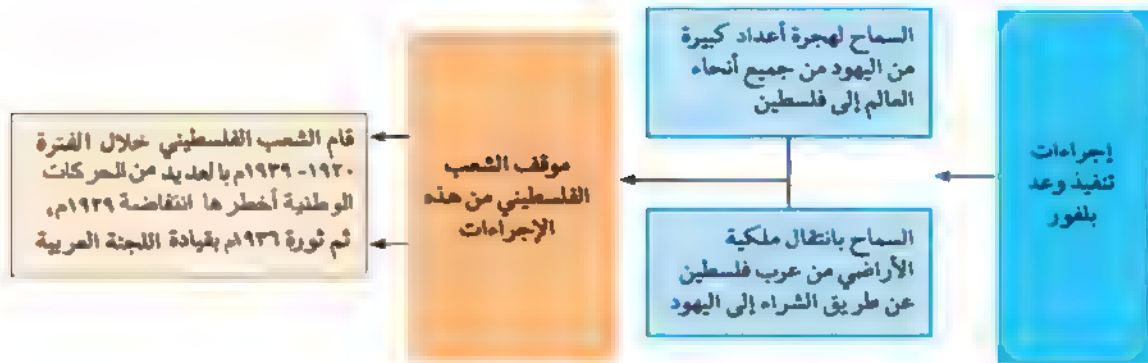 إجراءات
تنفيذ وعد
بلفور
السماح لهجرة أعداد كبيرة
من اليهود من جميع أنحاء
العالم إلى فلسطين
السماح بانتقال ملكية
الأراضي من عرب فلسطين
عن طريق الشراء إلى اليهود
موقف الشعب
الفلسطيني من هذه
الإجراءات
قام الشعب الفلسطيني خلال الفترة
١٩٢٠- ١٩٣٩م بالعديد من الحركات
الوطنية أخطرها انتفاضة ١٩٢٩م،
ثم ثورة ١٩٣٦م بقيادة اللجنة العربية